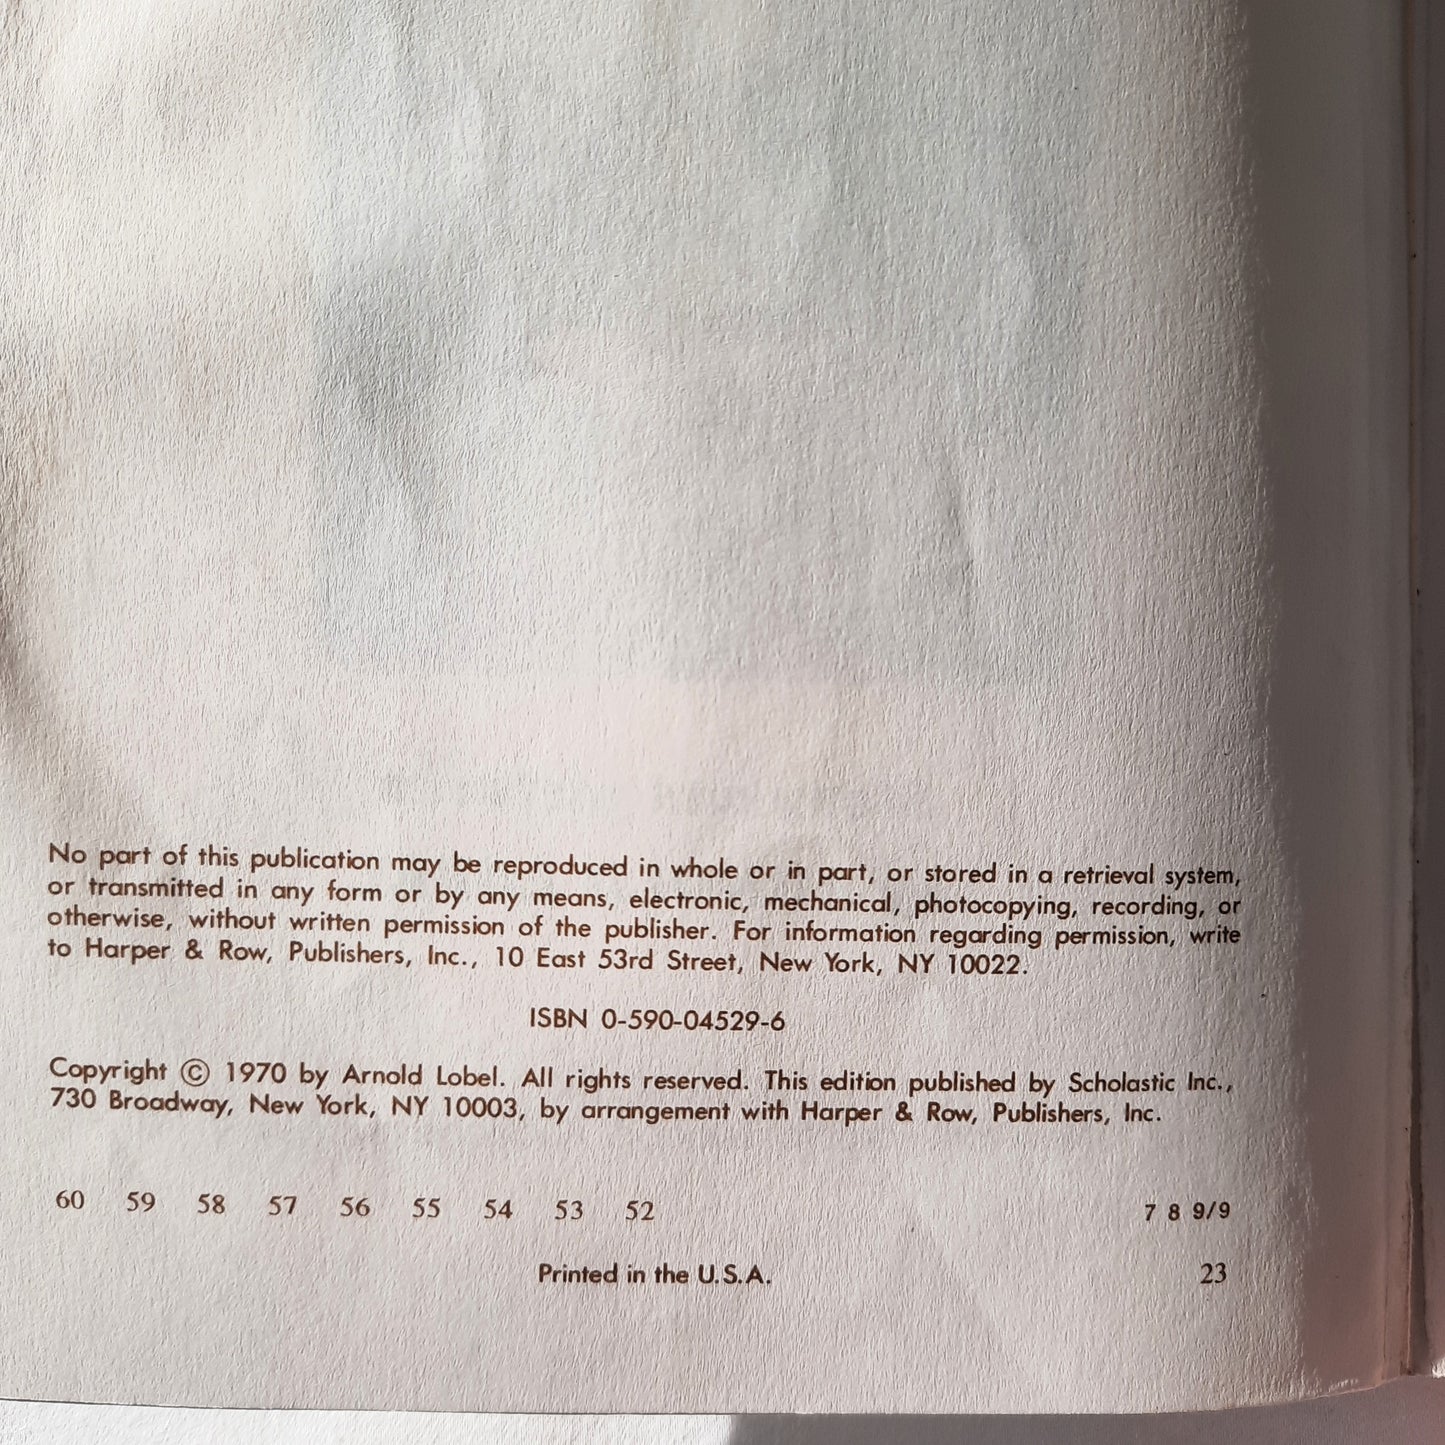 No part of this publication may be reproduced in whole or in part, or stored in a retrieval system,
or transmitted in any form or by any means, electronic, mechanical, photocopying, recording, or
otherwise, without written permission of the publisher. For information regarding permission, write
to Harper & Row, Publishers, Inc., 10 East 53rd Street, New York, NY 10022.
ISBN 0-590-04529-6
Copyright © 1970 by Arnold Lobel. All rights reserved. This edition published by Scholastic Inc.,
730 Broadway, New York, NY 10003, by arrangement with Harper & Row, Publishers, Inc.
60 59 58 57 56 55 54 53 52 7 8 9/9
Printed in the U.S.A. 23